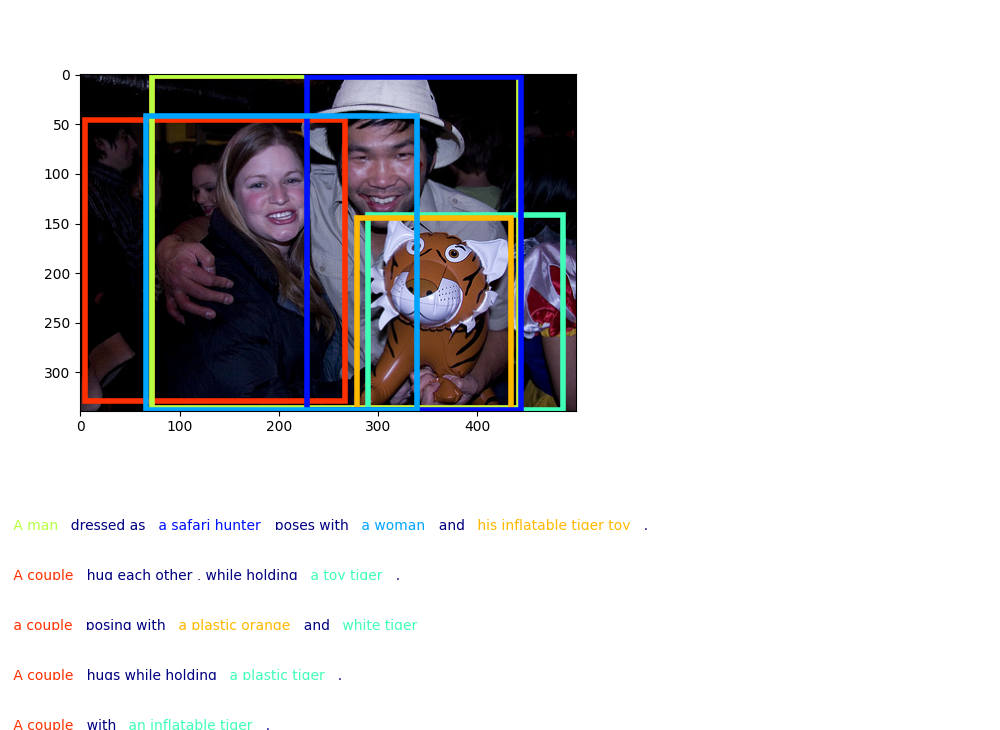 0
50
100
150
200
250
300
0 100 200 300 400
A man dressed as a safari hunter poses with a woman and his inflatable tiger toy .
A couple hug each other , while holding a toy tiger .
a couple posing with a plastic orange and white tiger
A couple hugs while holding a plastic tiger .
A couple with an inflatable tiger .